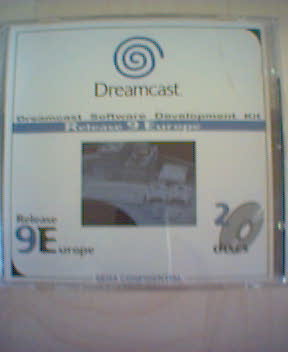 Dreamcast
Dreamcast Software Development Kit
Release 9 Europe
Release
9Europe
2
discs
SEGA CONFIDENTIAL